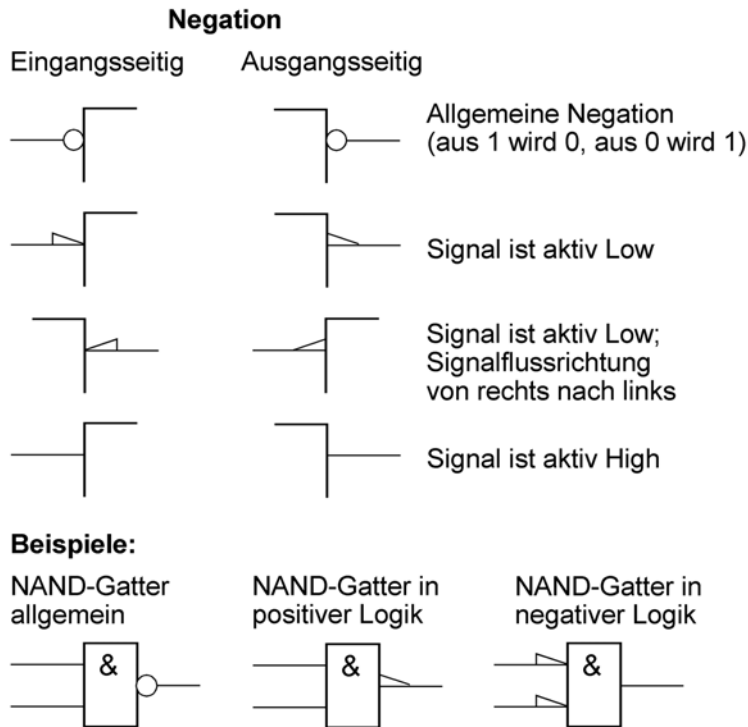 Negation
Eingangsseitig
Ausgangsseitig
Allgemeine Negation
(aus 1 wird 0, aus 0 wird 1)
Signal ist aktiv Low
Signal ist aktiv Low;
Signalflussrichtung
von rechts nach links
Signal ist aktiv High
Beispiele:
NAND-Gatter
allgemein
NAND-Gatter in
positiver Logik
NAND-Gatter in
negativer Logik
&
&
&